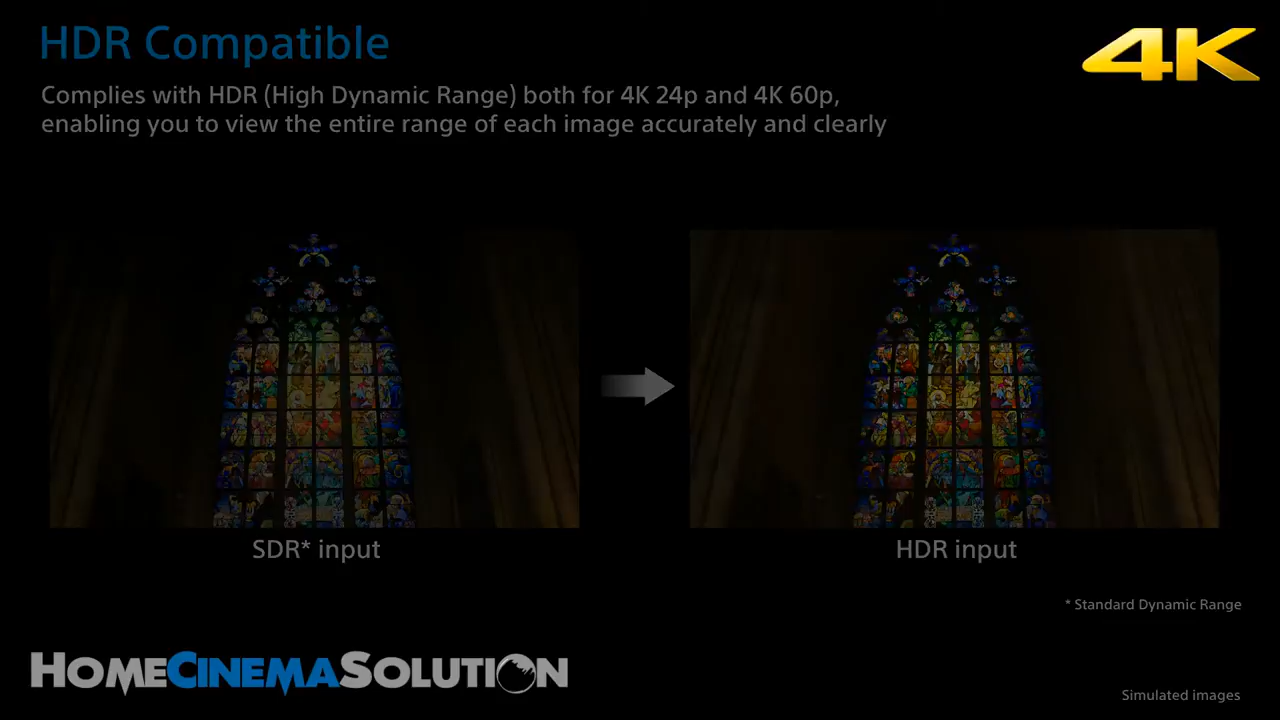 HDR Compatible
4K
Complies with HDR (High Dynamic Range) both for 4K 24p and 4K 60p,
enabling you to view the entire range of each image accurately and clearly
SDR* input
HDR input
* Standard Dynamic Range
HOMECINEMASOLUTION
Simulated images